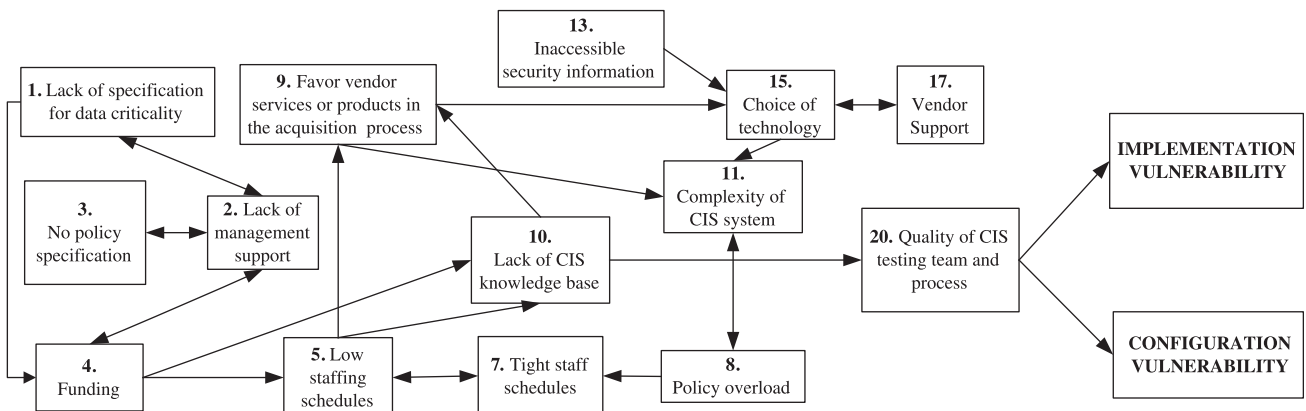 1. Lack of specification
for data criticality
3.
No policy
specification
2. Lack of
management
support
4.
Funding
9. Favor vendor
services or products in
the acquisition process
5. Low
staffing
schedules
13.
Inaccessible
security information
10.
Lack of CIS
knowledge base
7. Tight staff
schedules
15.
Choice of
technology
11.
Complexity of
CIS system
8.
Policy overload
17.
Vendor
Support
20. Quality of CIS
testing team and
process
IMPLEMENTATION
VULNERABILITY
CONFIGURATION
VULNERABILITY